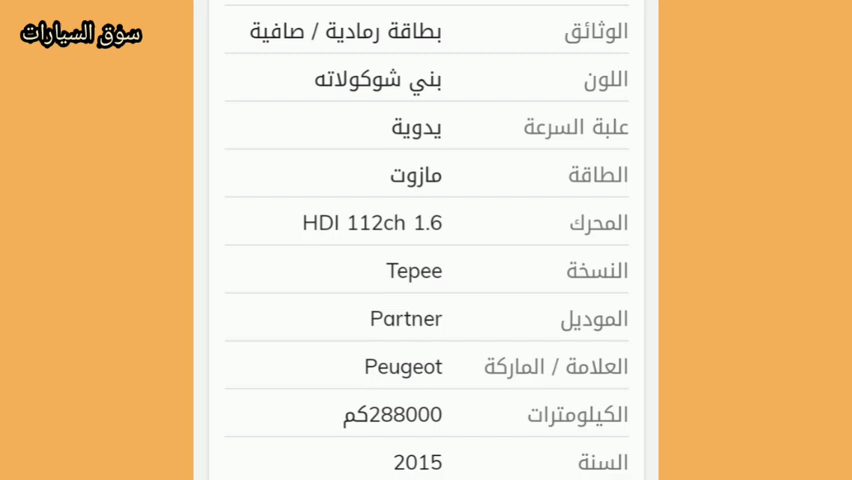 سوق السيارات
الوثائق بطاقة رمادية / صافية
اللون بني شوكولاته
علبة السرعة يدوية
الطاقة مازوت
المحرك HDI 112ch 1.6
النسخة Tepee
الموديل Partner
العلامة / الماركة Peugeot
الكيلومترات 288000كم
السنة 2015